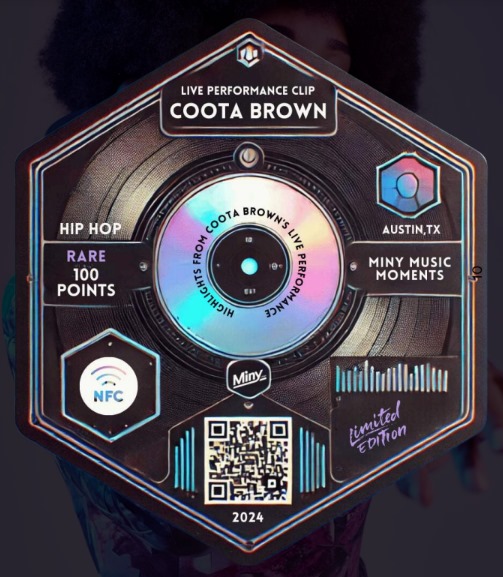 LIVE PERFORMANCE CLIP
COOTA BROWN
HIGHLIGHTS FROM COOTA BROWN'S LIVE PERFORMANCE
AUSTIN,TX
HIP HOP
RARE
100
POINTS
MINY MUSIC
MOMENTS
NFC
Miny
Limited
EDITION
2024